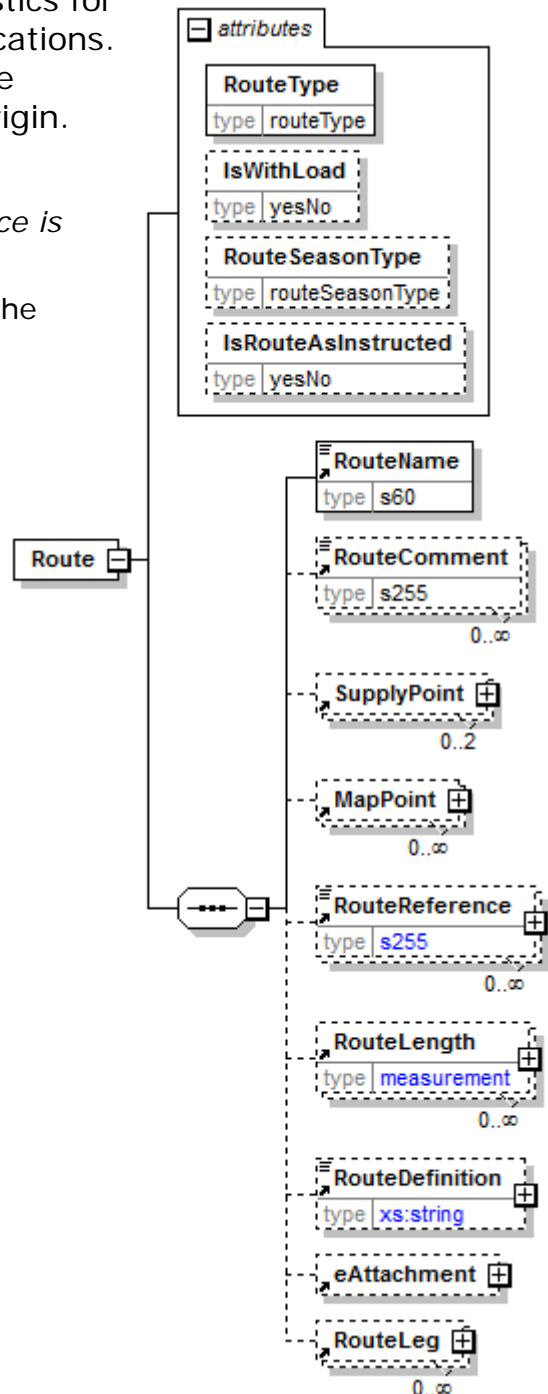 stics for
cations.
e
igin.
ce is
he
attributes
RouteType
type routeType
IsWithLoad
type yesNo
RouteSeasonType
type routeSeasonType
IsRouteAsInstructed
type yesNo
Route
RouteName
type s60
RouteComment
type s255
0..∞
SupplyPoint
0..2
MapPoint
0..∞
RouteReference
type s255
0..∞
RouteLength
type measurement
0..∞
RouteDefinition
type xs:string
eAttachment
RouteLeg
0..∞